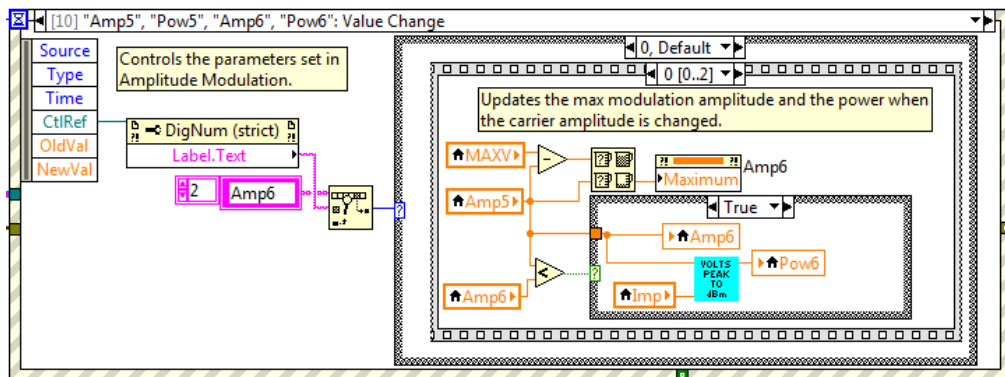 [10] "Amp5", "Pow5", "Amp6", "Pow6": Value Change
Source
Type
Time
CtlRef
OldVal
NewVal
Controls the parameters set in
Amplitude Modulation.
DigNum (strict)
Label.Text
2
Amp6
0, Default
0 [0..2]
Updates the max modulation amplitude and the power when
the carrier amplitude is changed.
MAXV
Amp5
Amp6
Maximum
Amp6
True
Amp6
Pow6
VOLTS
PEAK
TO
dBm
Imp